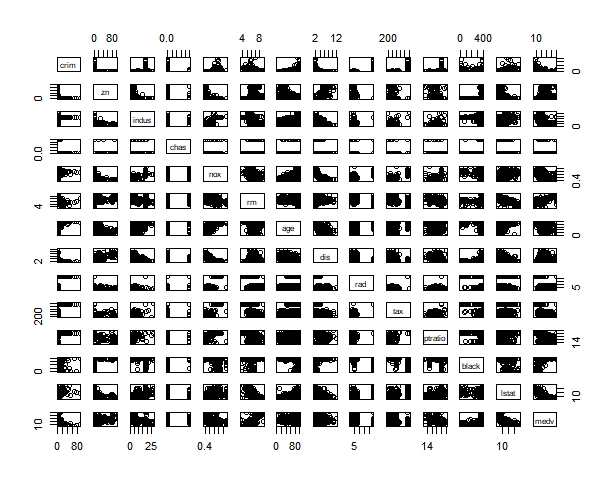 0 80 0.0 4 8 2 12 200 0 400 10
crim 0
0 zn
indus 0
0.0 chas
nox 0.4
4 rm
age 0
2 dis
rad 5
200 tax
ptratio 14
0 black
lstat 10
10 medv
0 80 0 25 0.4 0 80 5 14 10